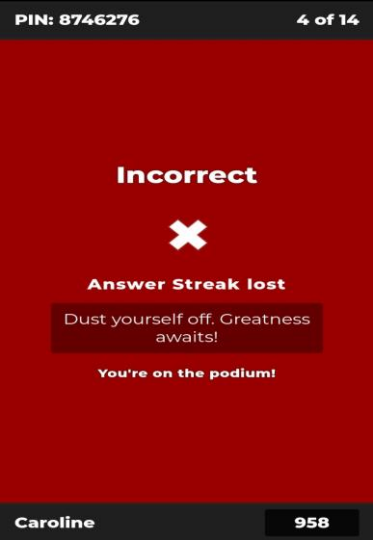 PIN: 8746276 4 of 14
Incorrect
Answer Streak lost
Dust yourself off. Greatness
awaits!
You're on the podium!
Caroline 958